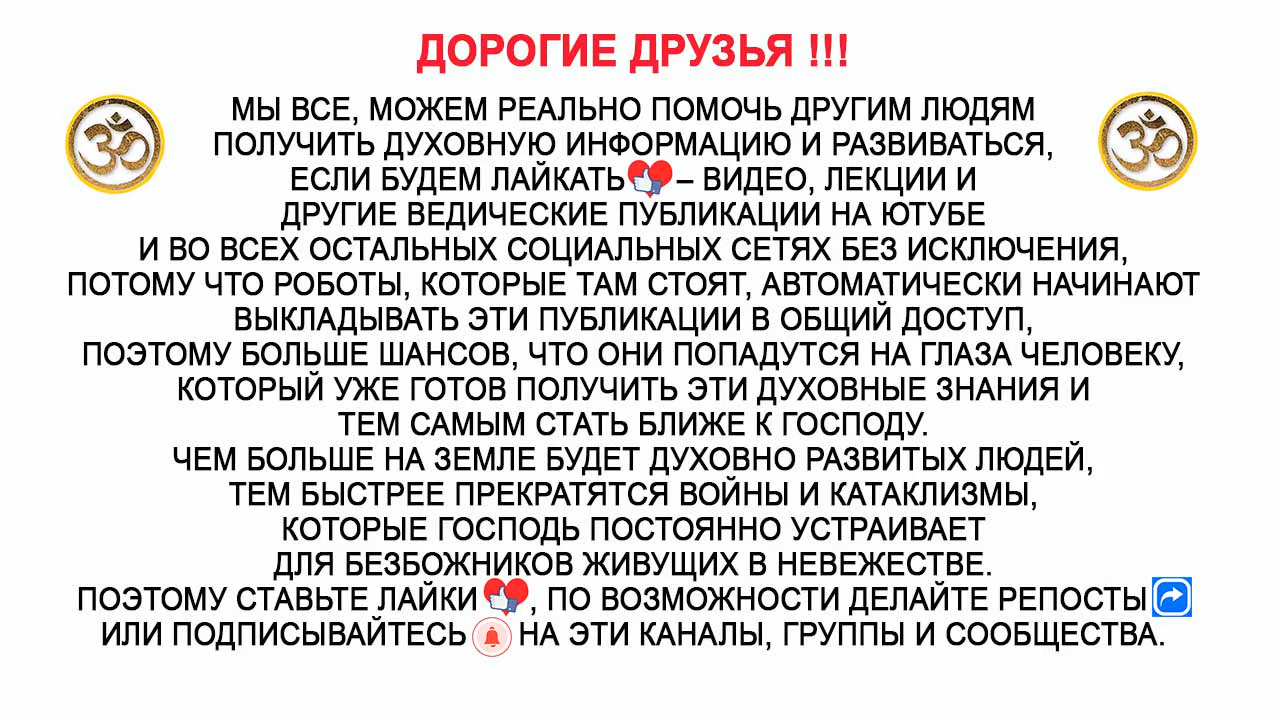 ДОРОГИЕ ДРУЗЬЯ !!!
МЫ ВСЕ, МОЖЕМ РЕАЛЬНО ПОМОЧЬ ДРУГИМ ЛЮДЯМ
ПОЛУЧИТЬ ДУХОВНУЮ ИНФОРМАЦИЮ И РАЗВИВАТЬСЯ,
ЕСЛИ БУДЕМ ЛАЙКАТЬ – ВИДЕО, ЛЕКЦИИ И
ДРУГИЕ ВЕДИЧЕСКИЕ ПУБЛИКАЦИИ НА ЮТУБЕ
И ВО ВСЕХ ОСТАЛЬНЫХ СОЦИАЛЬНЫХ СЕТЯХ БЕЗ ИСКЛЮЧЕНИЯ,
ПОТОМУ ЧТО РОБОТЫ, КОТОРЫЕ ТАМ СТОЯТ, АВТОМАТИЧЕСКИ НАЧИНАЮТ
ВЫКЛАДЫВАТЬ ЭТИ ПУБЛИКАЦИИ В ОБЩИЙ ДОСТУП,
ПОЭТОМУ БОЛЬШЕ ШАНСОВ, ЧТО ОНИ ПОПАДУТСЯ НА ГЛАЗА ЧЕЛОВЕКУ,
КОТОРЫЙ УЖЕ ГОТОВ ПОЛУЧИТЬ ЭТИ ДУХОВНЫЕ ЗНАНИЯ И
ТЕМ САМЫМ СТАТЬ БЛИЖЕ К ГОСПОДУ.
ЧЕМ БОЛЬШЕ НА ЗЕМЛЕ БУДЕТ ДУХОВНО РАЗВИТЫХ ЛЮДЕЙ,
ТЕМ БЫСТРЕЕ ПРЕКРАТЯТСЯ ВОЙНЫ И КАТАКЛИЗМЫ,
КОТОРЫЕ ГОСПОДЬ ПОСТОЯННО УСТРАИВАЕТ
ДЛЯ БЕЗБОЖНИКОВ ЖИВУЩИХ В НЕВЕЖЕСТВЕ.
ПОЭТОМУ СТАВЬТЕ ЛАЙКИ , ПО ВОЗМОЖНОСТИ ДЕЛАЙТЕ РЕПОСТЫ
ИЛИ ПОДПИСЫВАЙТЕСЬ НА ЭТИ КАНАЛЫ, ГРУППЫ И СООБЩЕСТВА.
ॐ
ॐ